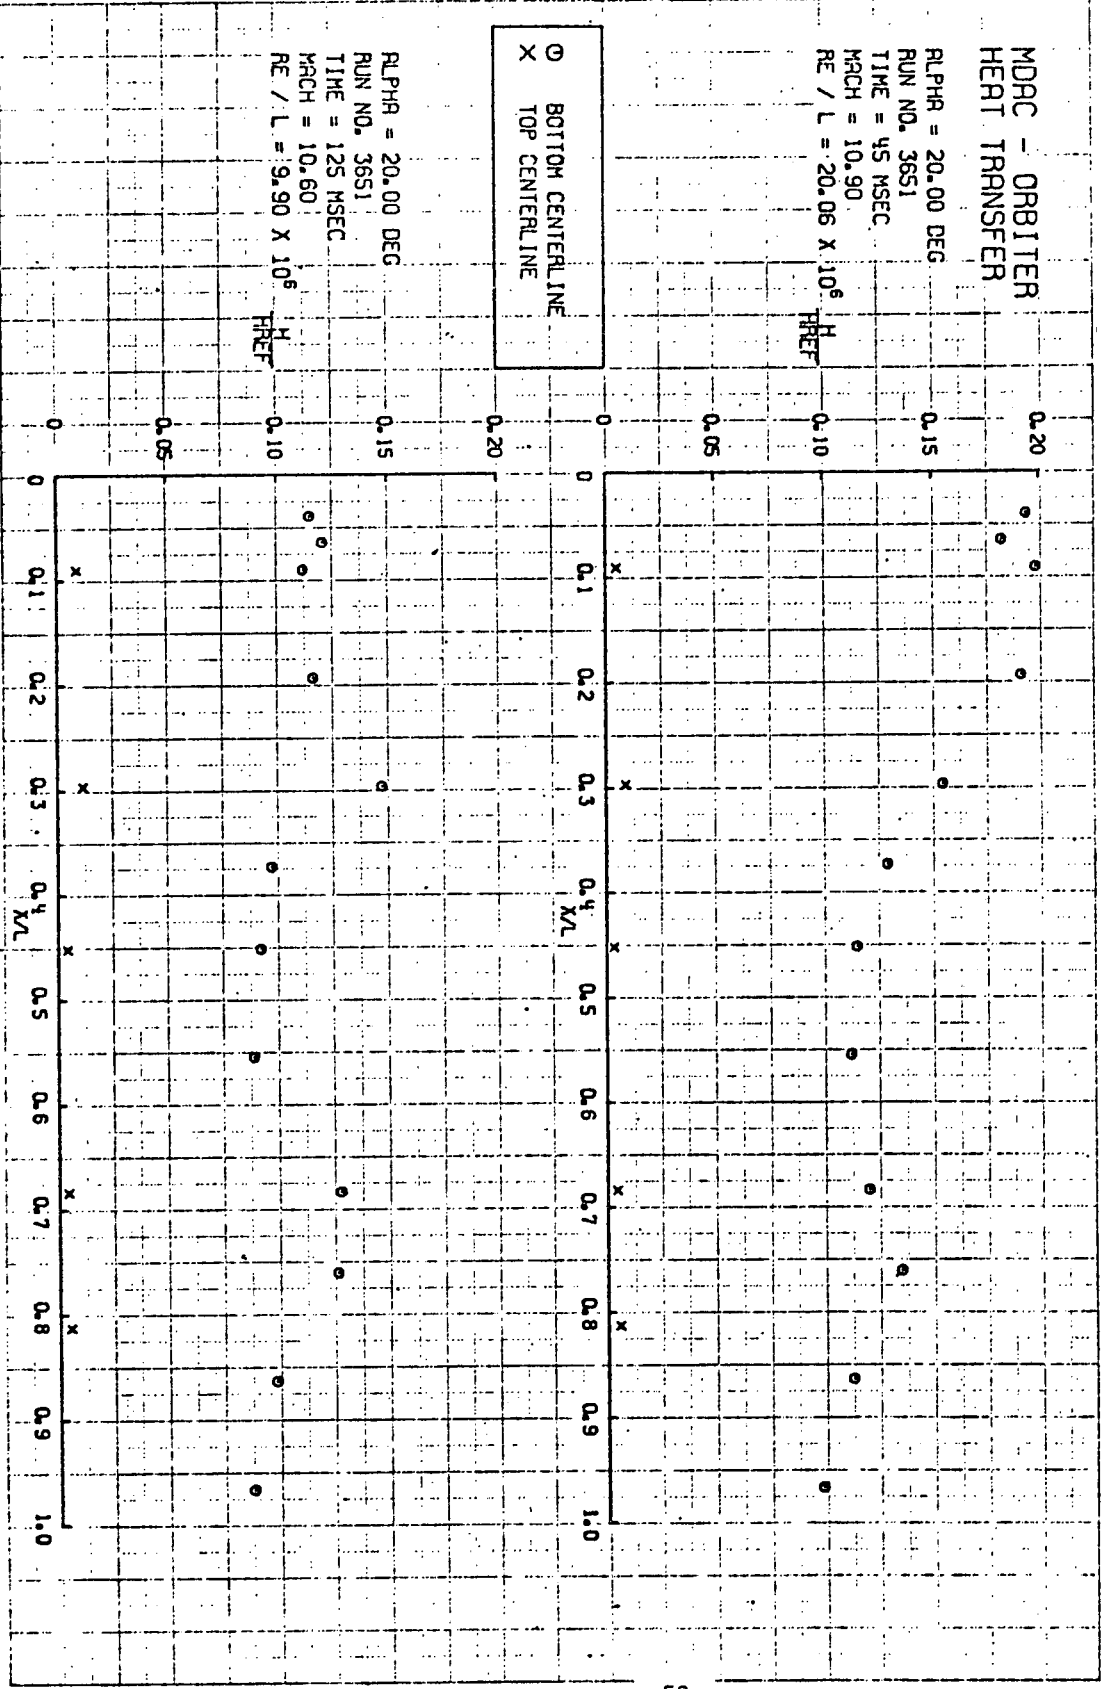 MDAC - ORBITER
HEAT TRANSFER
ALPHA = 20.00 DEG
RUN NO. 3651
TIME = 45 MSEC
MACH = 10.90
RE / L = 20.06 X 10⁶
H
HREF
0.20
0.15
0.10
0.05
0
0 0.1 0.2 0.3 0.4 0.5 0.6 0.7 0.8 0.9 1.0
X/L
⊙ BOTTOM CENTERLINE
X TOP CENTERLINE
ALPHA = 20.00 DEG
RUN NO. 3651
TIME = 125 MSEC
MACH = 10.60
RE / L = 9.90 X 10⁶
H
HREF
0.20
0.15
0.10
0.05
0
0 0.1 0.2 0.3 0.4 0.5 0.6 0.7 0.8 0.9 1.0
X/L